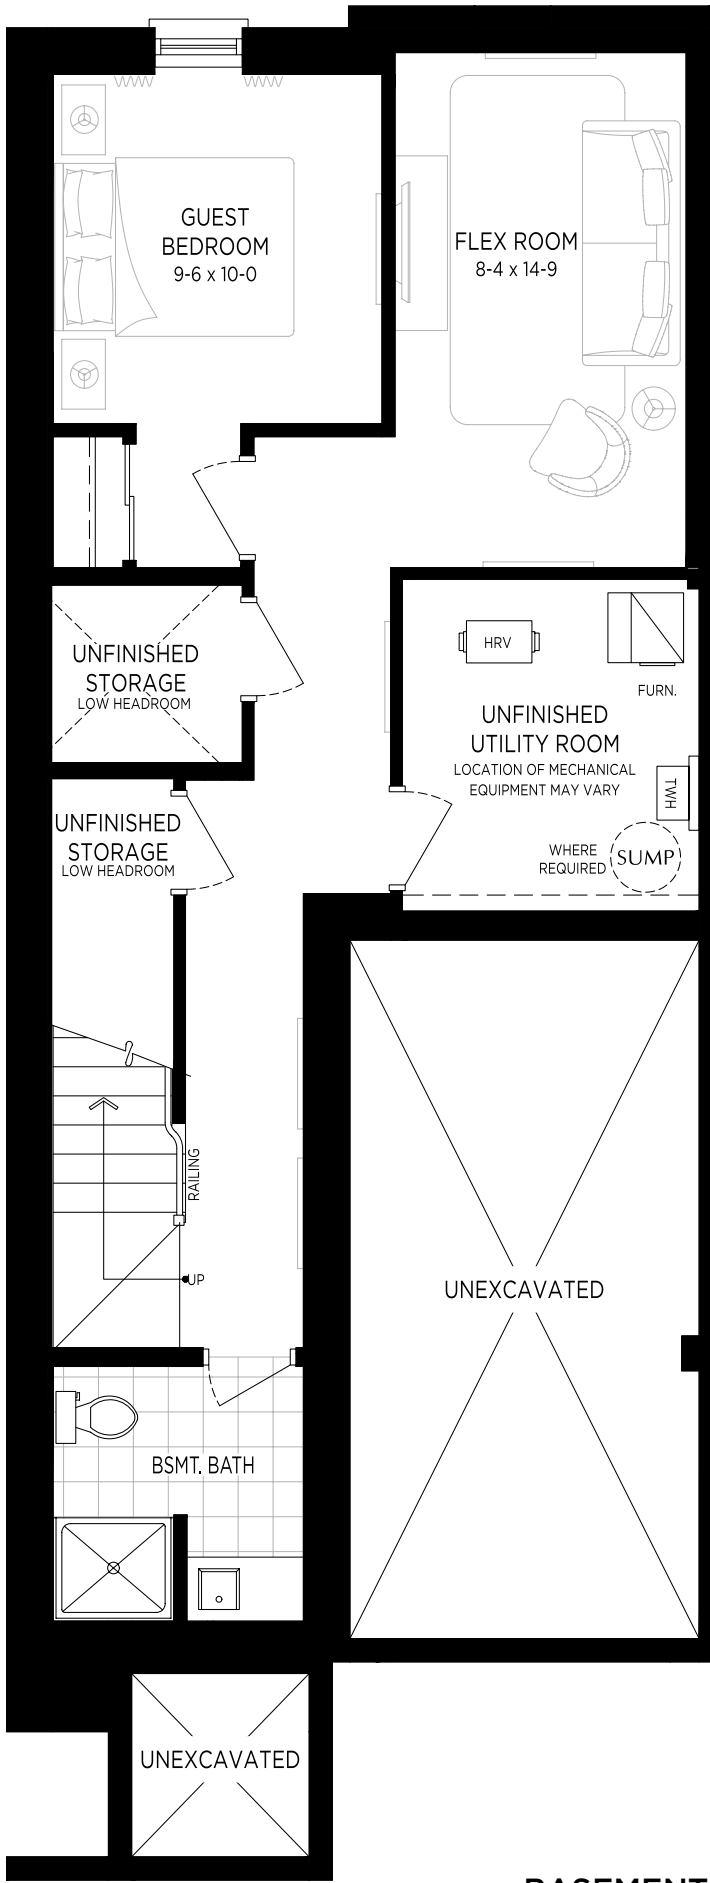 GUEST
BEDROOM
9-6 x 10-0
FLEX ROOM
8-4 x 14-9
UNFINISHED
STORAGE
LOW HEADROOM
HRV
FURN.
UNFINISHED
UTILITY ROOM
LOCATION OF MECHANICAL
EQUIPMENT MAY VARY
TWH
WHERE
REQUIRED
SUMP
UNFINISHED
STORAGE
LOW HEADROOM
RAILING
UP
UNEXCAVATED
BSMT. BATH
UNEXCAVATED
BASEMENT